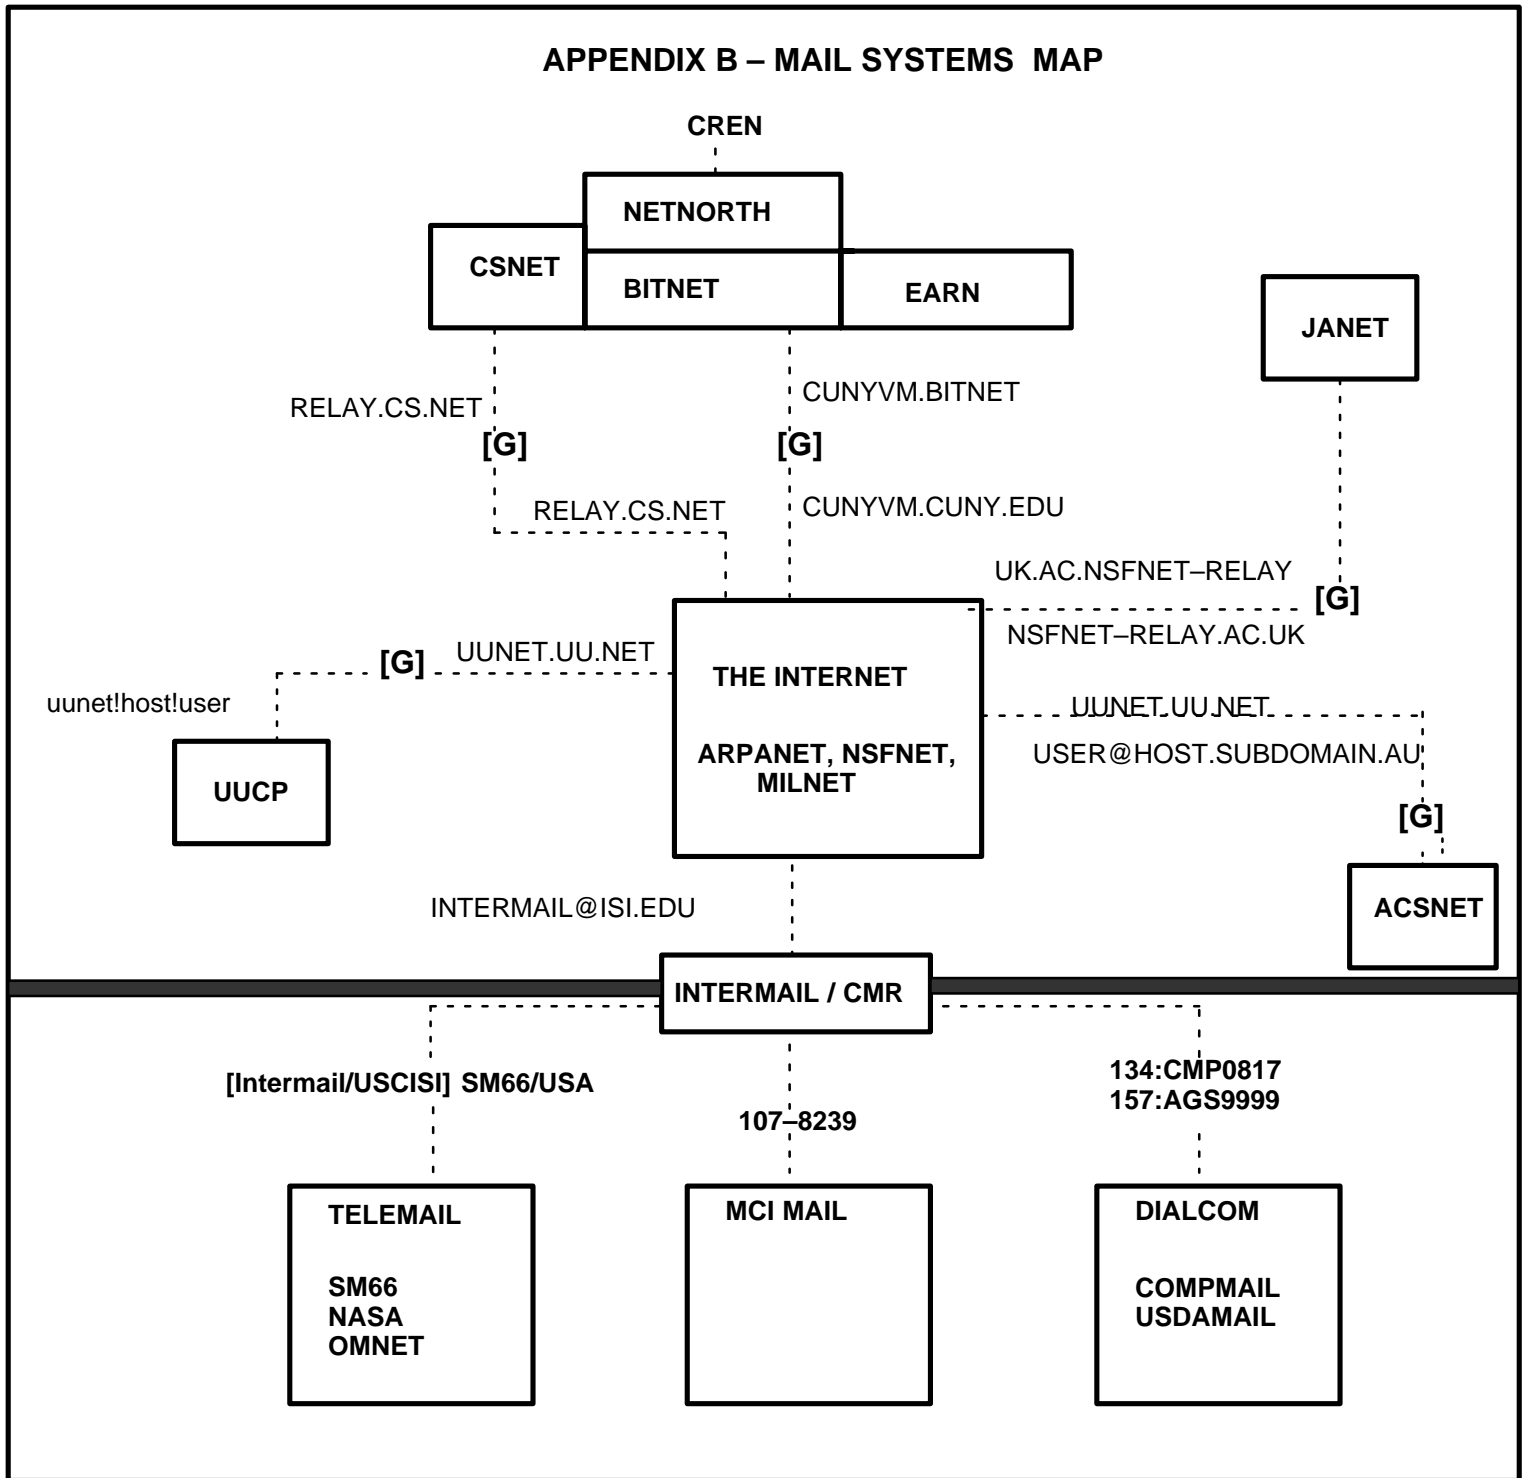 APPENDIX B – MAIL SYSTEMS MAP
CREN
NETNORTH
CSNET
BITNET
EARN
JANET
RELAY.CS.NET
CUNYVM.BITNET
[G]
[G]
RELAY.CS.NET
CUNYVM.CUNY.EDU
UK.AC.NSFNET–RELAY
[G]
NSFNET–RELAY.AC.UK
[G]
UUNET.UU.NET
THE INTERNET
uunet!host!user
UUNET.UU.NET
ARPANET, NSFNET,
MILNET
USER@HOST.SUBDOMAIN.AU
UUCP
[G]
INTERMAIL@ISI.EDU
ACSNET
INTERMAIL / CMR
[Intermail/USCISI] SM66/USA
134:CMP0817
157:AGS9999
107–8239
TELEMAIL
SM66
NASA
OMNET
MCI MAIL
DIALCOM
COMPMAIL
USDAMAIL